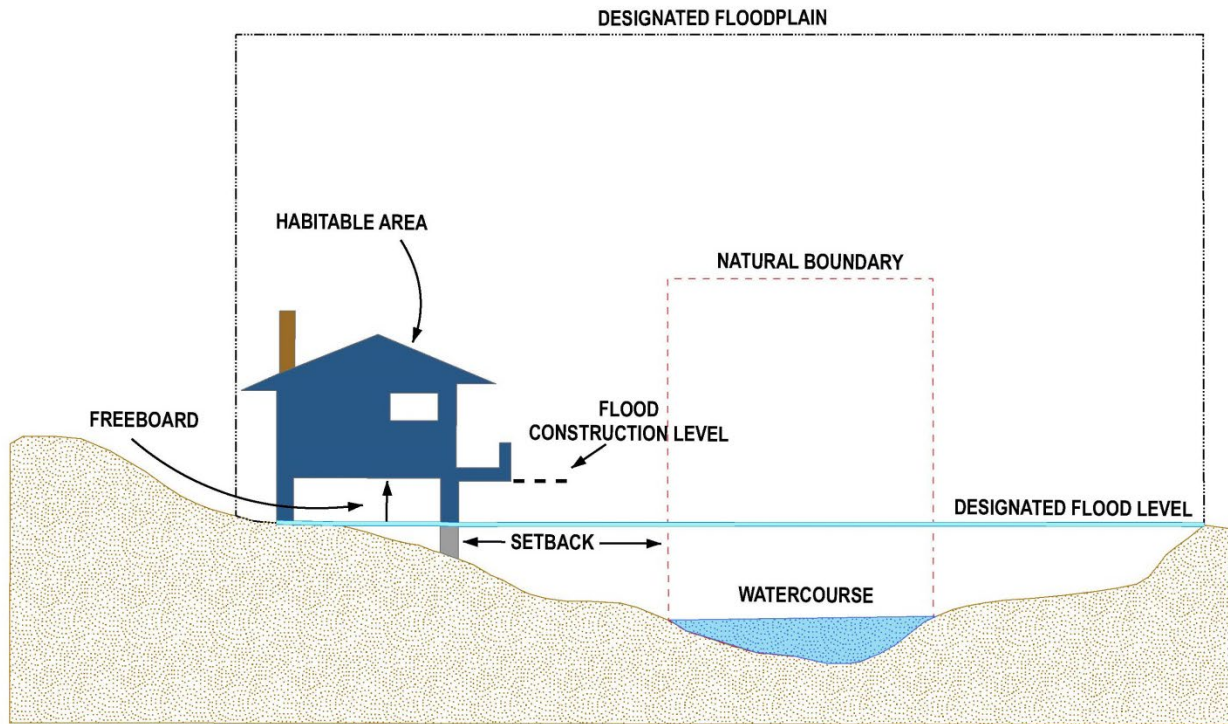 DESIGNATED FLOODPLAIN
HABITABLE AREA
NATURAL BOUNDARY
FREEBOARD
FLOOD
CONSTRUCTION LEVEL
DESIGNATED FLOOD LEVEL
SETBACK
WATERCOURSE